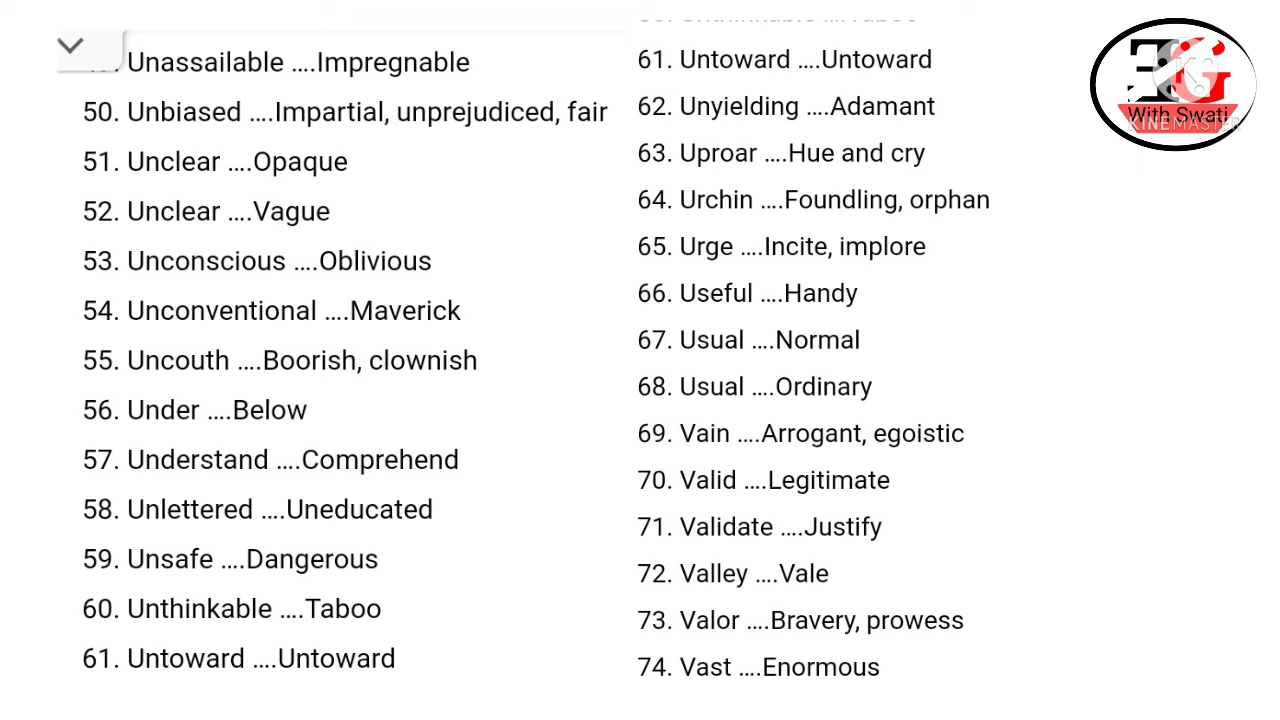 Unassailable ....Impregnable
50. Unbiased ....Impartial, unprejudiced, fair
51. Unclear ....Opaque
52. Unclear ....Vague
53. Unconscious ....Oblivious
54. Unconventional ....Maverick
55. Uncouth ....Boorish, clownish
56. Under ....Below
57. Understand ....Comprehend
58. Unlettered ....Uneducated
59. Unsafe ....Dangerous
60. Unthinkable ....Taboo
61. Untoward ....Untoward
61. Untoward ....Untoward
62. Unyielding ....Adamant
63. Uproar ....Hue and cry
64. Urchin ....Foundling, orphan
65. Urge ....Incite, implore
66. Useful ....Handy
67. Usual ....Normal
68. Usual ....Ordinary
69. Vain ....Arrogant, egoistic
70. Valid ....Legitimate
71. Validate ....Justify
72. Valley ....Vale
73. Valor ....Bravery, prowess
74. Vast ....Enormous
With Swati
KINEMASTER